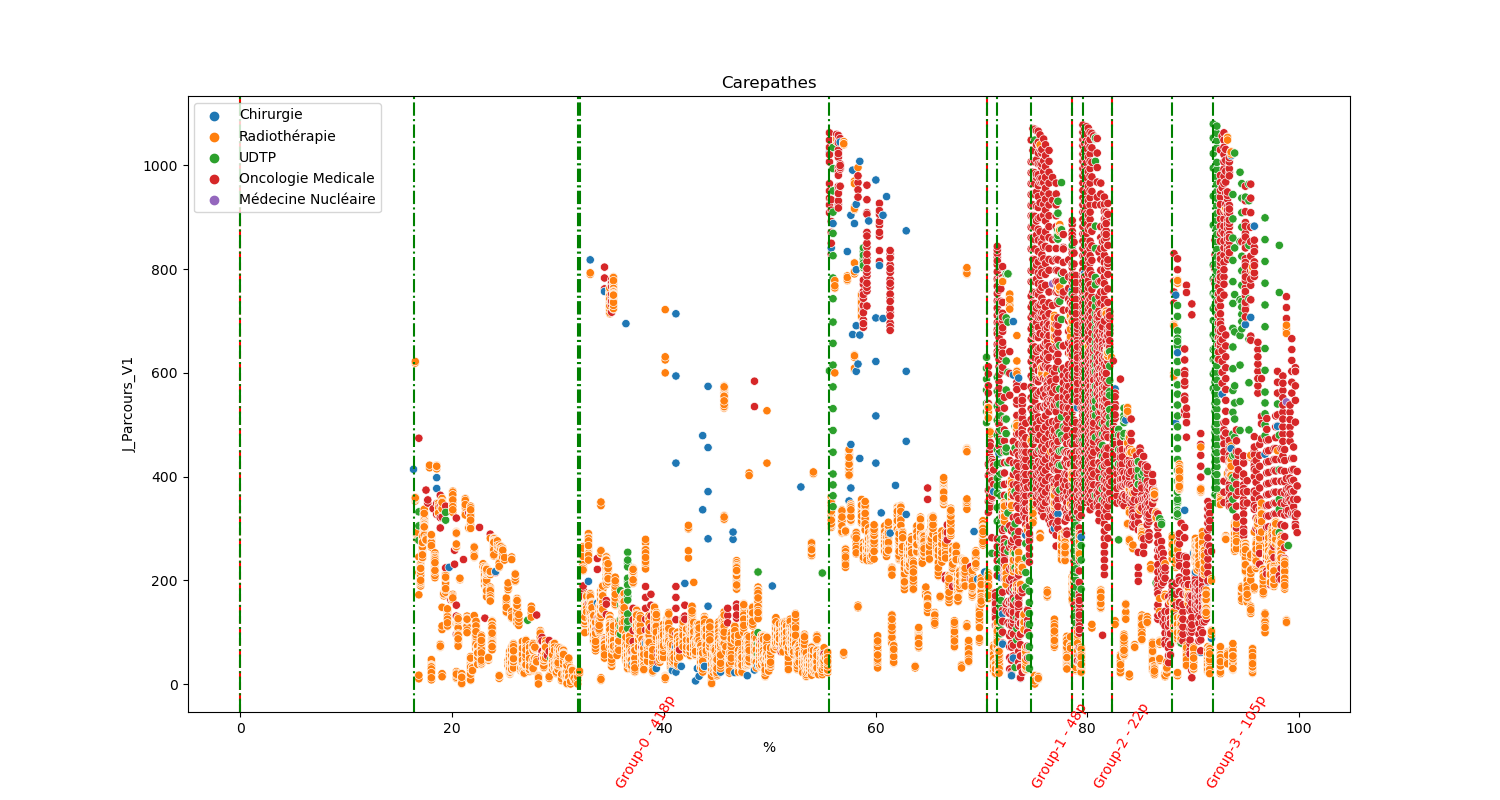 Carepathes
Chirurgie
Radiothérapie
UDTP
Oncologie Medicale
Médecine Nucléaire
J_Parcours_V1
1000
800
600
400
200
0
0 20 40 60 80 100
%
Group-0 - 418p
Group-1 - 48p
Group-2 - 22p
Group-3 - 105p